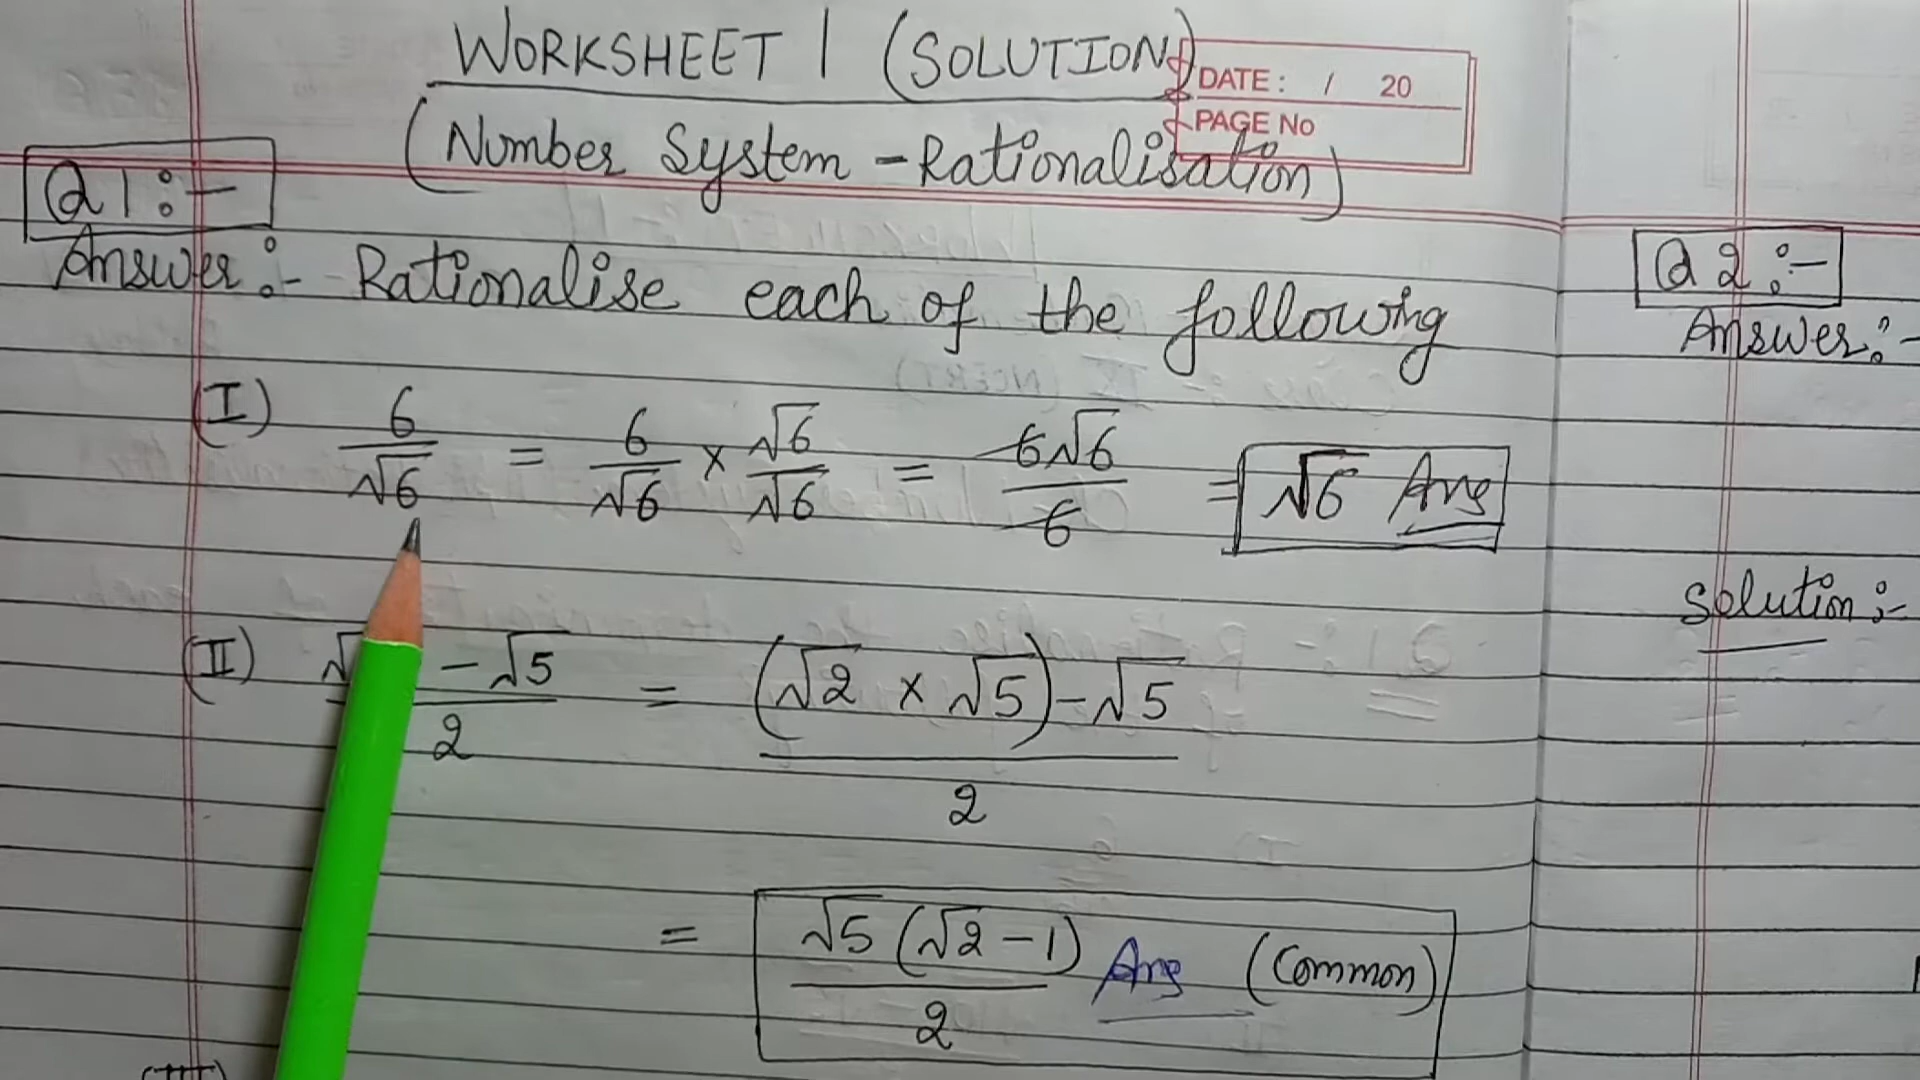 WORKSHEET 1 (SOLUTION)
DATE: / 20
PAGE No
(Number System - Rationalisation)
Q1:-
Answer:- Rationalise each of the following
(I) 6/√6 = 6/√6 × √6/√6 = 6√6/6 = √6 Ans
(II) √ - √5/2 = (√2 × √5) - √5/2
= √5(√2-1)/2 Ans (Common)
(III)
Q2:-
Answer:-
Solution:-